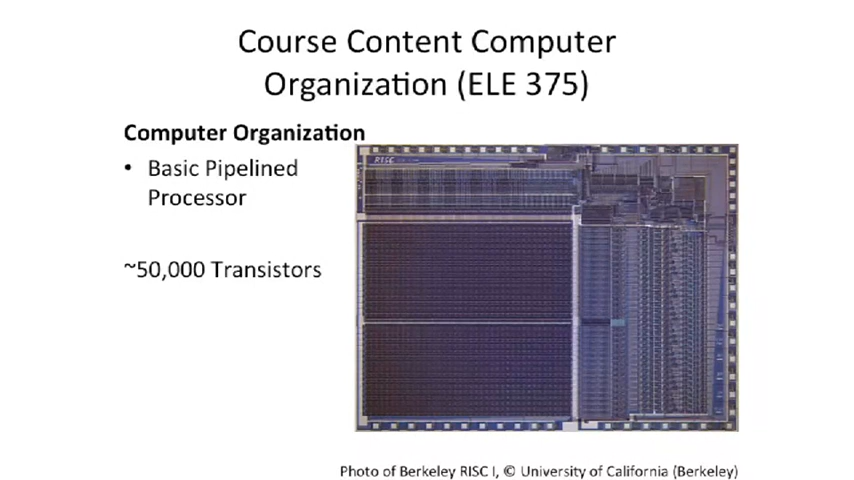 Course Content Computer
Organization (ELE 375)
Computer Organization
• Basic Pipelined
Processor
RISC
~50,000 Transistors
Photo of Berkeley RISC I, © University of California (Berkeley)